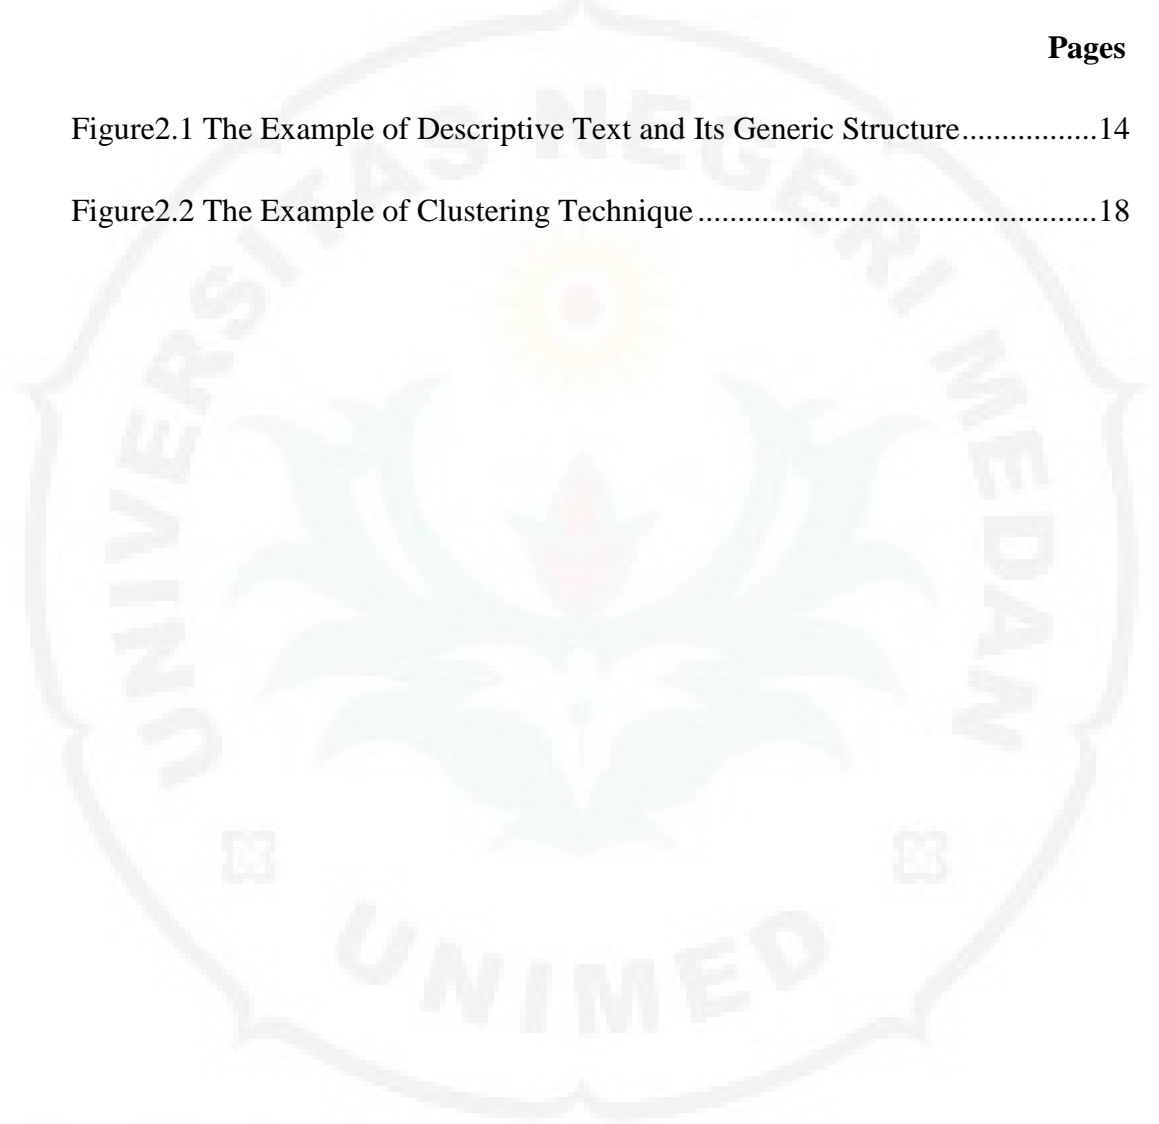 Pages
Figure2.1 The Example of Descriptive Text and Its Generic Structure.................14
Figure2.2 The Example of Clustering Technique..................................................18
UNIVERSITAS NEGERI MEDAN
UNIMED